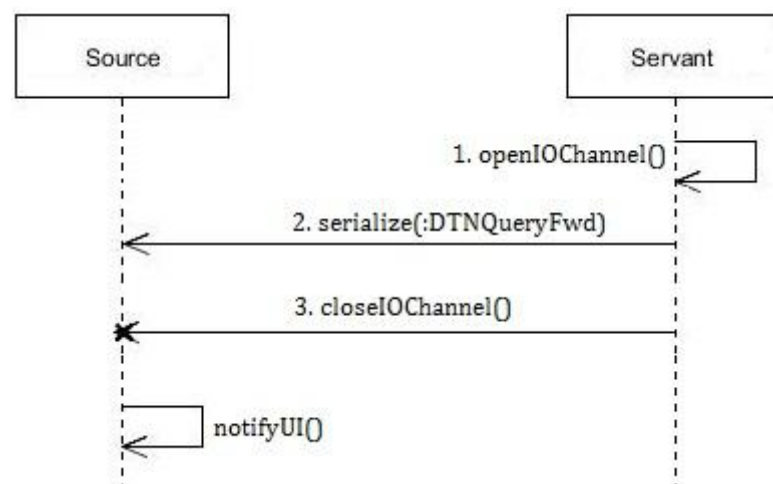 Source
Servant
1. openIOChannel()
2. serialize(:DTNQueryFwd)
3. closeIOChannel()
notifyUI()